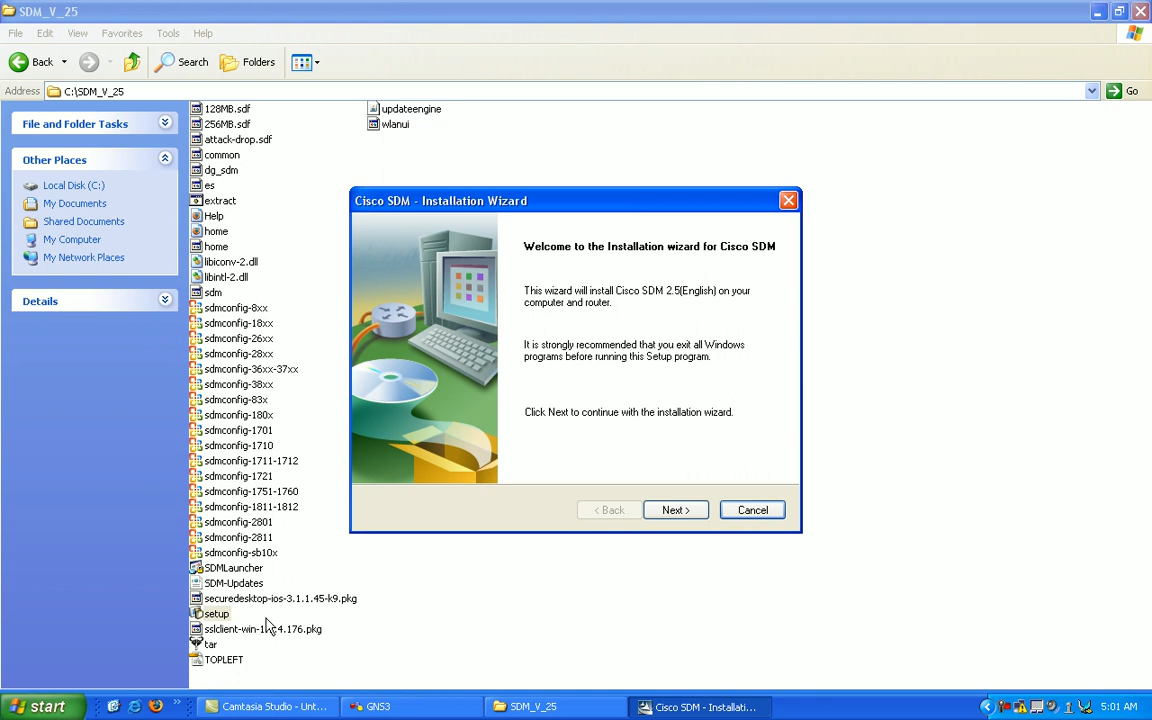 SDM_V_25
File Edit View Favorites Tools Help
Back Search Folders
Address C:\SDM_V_25 Go
File and Folder Tasks
Other Places
Local Disk (C:)
My Documents
Shared Documents
My Computer
My Network Places
Details
128MB.sdf
256MB.sdf
attack-drop.sdf
common
dg_sdm
es
extract
Help
home
home
libiconv-2.dll
libintl-2.dll
sdm
sdmconfig-8xx
sdmconfig-18xx
sdmconfig-26xx
sdmconfig-28xx
sdmconfig-36xx-37xx
sdmconfig-38xx
sdmconfig-83x
sdmconfig-180x
sdmconfig-1701
sdmconfig-1710
sdmconfig-1711-1712
sdmconfig-1721
sdmconfig-1751-1760
sdmconfig-1811-1812
sdmconfig-2801
sdmconfig-2811
sdmconfig-sb10x
SDMLauncher
SDM-Updates
securedesktop-ios-3.1.1.45-k9.pkg
setup
tar
TOPLEFT
updateengine
wlanui
Cisco SDM - Installation Wizard
Welcome to the Installation wizard for Cisco SDM
This wizard will install Cisco SDM 2.5(English) on your
computer and router.
It is strongly recommended that you exit all Windows
programs before running this Setup program.
Click Next to continue with the installation wizard.
< Back Next > Cancel
start Camtasia Studio - Unt... GNS3 SDM_V_25 Cisco SDM - Installati... 5:01 AM